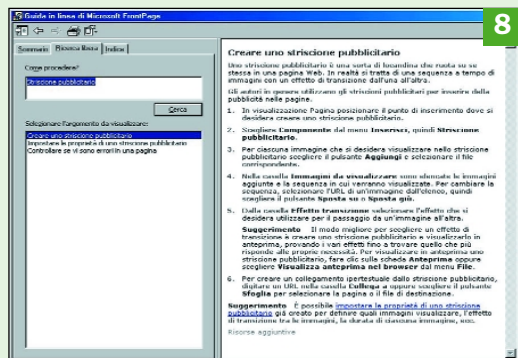 Guida in linea di Microsoft FrontPage
8
Sommario Ricerca libera Indice
Come procedere?
Striscione pubblicitario
Cerca
Selezionare l'argomento da visualizzare:
Creare uno striscione pubblicitario
Impostare le proprietà di uno striscione pubblicitario
Controllare se vi sono errori in una pagina
Creare uno striscione pubblicitario
Uno striscione pubblicitario è una sorta di locandina che ruota su se
stessa in una pagina Web. In realtà si tratta di una sequenza a tempo di
immagini con un effetto di transizione dall'una all'altra.
Gli autori in genere utilizzano gli striscioni pubblicitari per inserire della
pubblicità nelle pagine.
1. In visualizzazione Pagina posizionare il punto di inserimento dove si
desidera creare uno striscione pubblicitario.
2. Scegliere Componente dal menu Inserisci, quindi Striscione
pubblicitario.
3. Per ciascuna immagine che si desidera visualizzare nello striscione
pubblicitario scegliere il pulsante Aggiungi e selezionare il file
corrispondente.
4. Nella casella Immagini da visualizzare sono elencate le immagini
aggiunte e la sequenza in cui verranno visualizzate. Per cambiare la
sequenza, selezionare l'URL di un'immagine dall'elenco, quindi
scegliere il pulsante Sposta su o Sposta giù.
5. Dalla casella Effetto transizione selezionare l'effetto che si
desidera utilizzare per il passaggio da un'immagine all'altra.
Suggerimento Il modo migliore per scegliere un effetto di
transizione è creare uno striscione pubblicitario e visualizzarlo in
anteprima, provando i vari effetti fino a trovare quello che più
risponde alle proprie necessità. Per visualizzare in anteprima uno
striscione pubblicitario, fare clic sulla scheda Anteprima oppure
scegliere Visualizza anteprima nel browser dal menu File.
6. Per creare un collegamento ipertestuale dallo striscione pubblicitario,
digitare un URL nella casella Collega a oppure scegliere il pulsante
Sfoglia per selezionare la pagina o il file di destinazione.
Suggerimento È possibile impostare le proprietà di uno striscione
pubblicitario già creato per definire quali immagini visualizzare, l'effetto
di transizione tra le immagini, la durata di ciascuna immagine, ecc.
Risorse aggiuntive